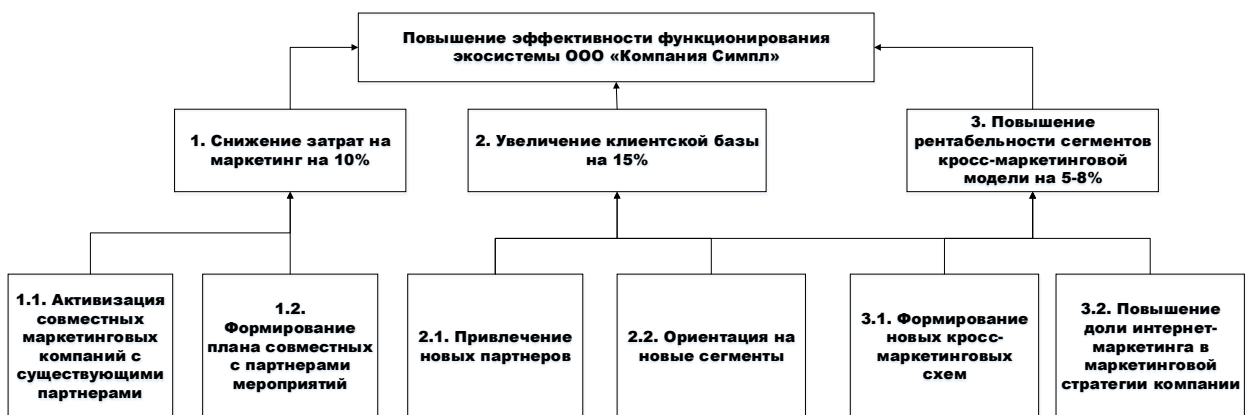 Повышение эффективности функционирования
экосистемы ООО «Компания Симпл»
1. Снижение затрат на
маркетинг на 10%
2. Увеличение клиентской базы
на 15%
3. Повышение
рентабельности сегментов
кросс-маркетинговой
модели на 5-8%
1.1. Активизация
совместных
маркетинговых
компаний с
существующими
партнерами
1.2.
Формирование
плана совместных
с партнерами
мероприятий
2.1. Привлечение
новых партнеров
2.2. Ориентация на
новые сегменты
3.1. Формирование
новых кросс-
маркетинговых
схем
3.2. Повышение
доли интернет-
маркетинга в
маркетинговой
стратегии компании